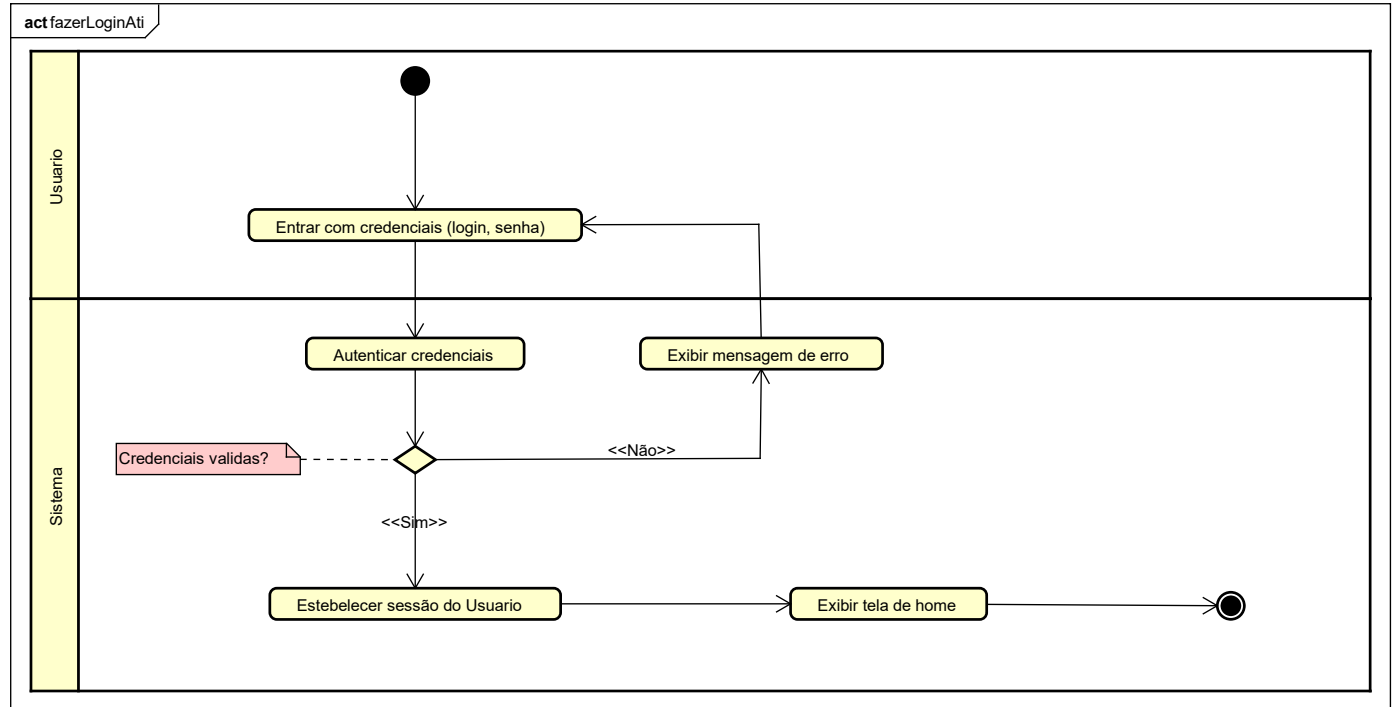 act fazerLoginAti
Usuario
Entrar com credenciais (login, senha)
Sistema
Autenticar credenciais
Exibir mensagem de erro
Credenciais validas?
<<Não>>
<<Sim>>
Estebelecer sessão do Usuario
Exibir tela de home